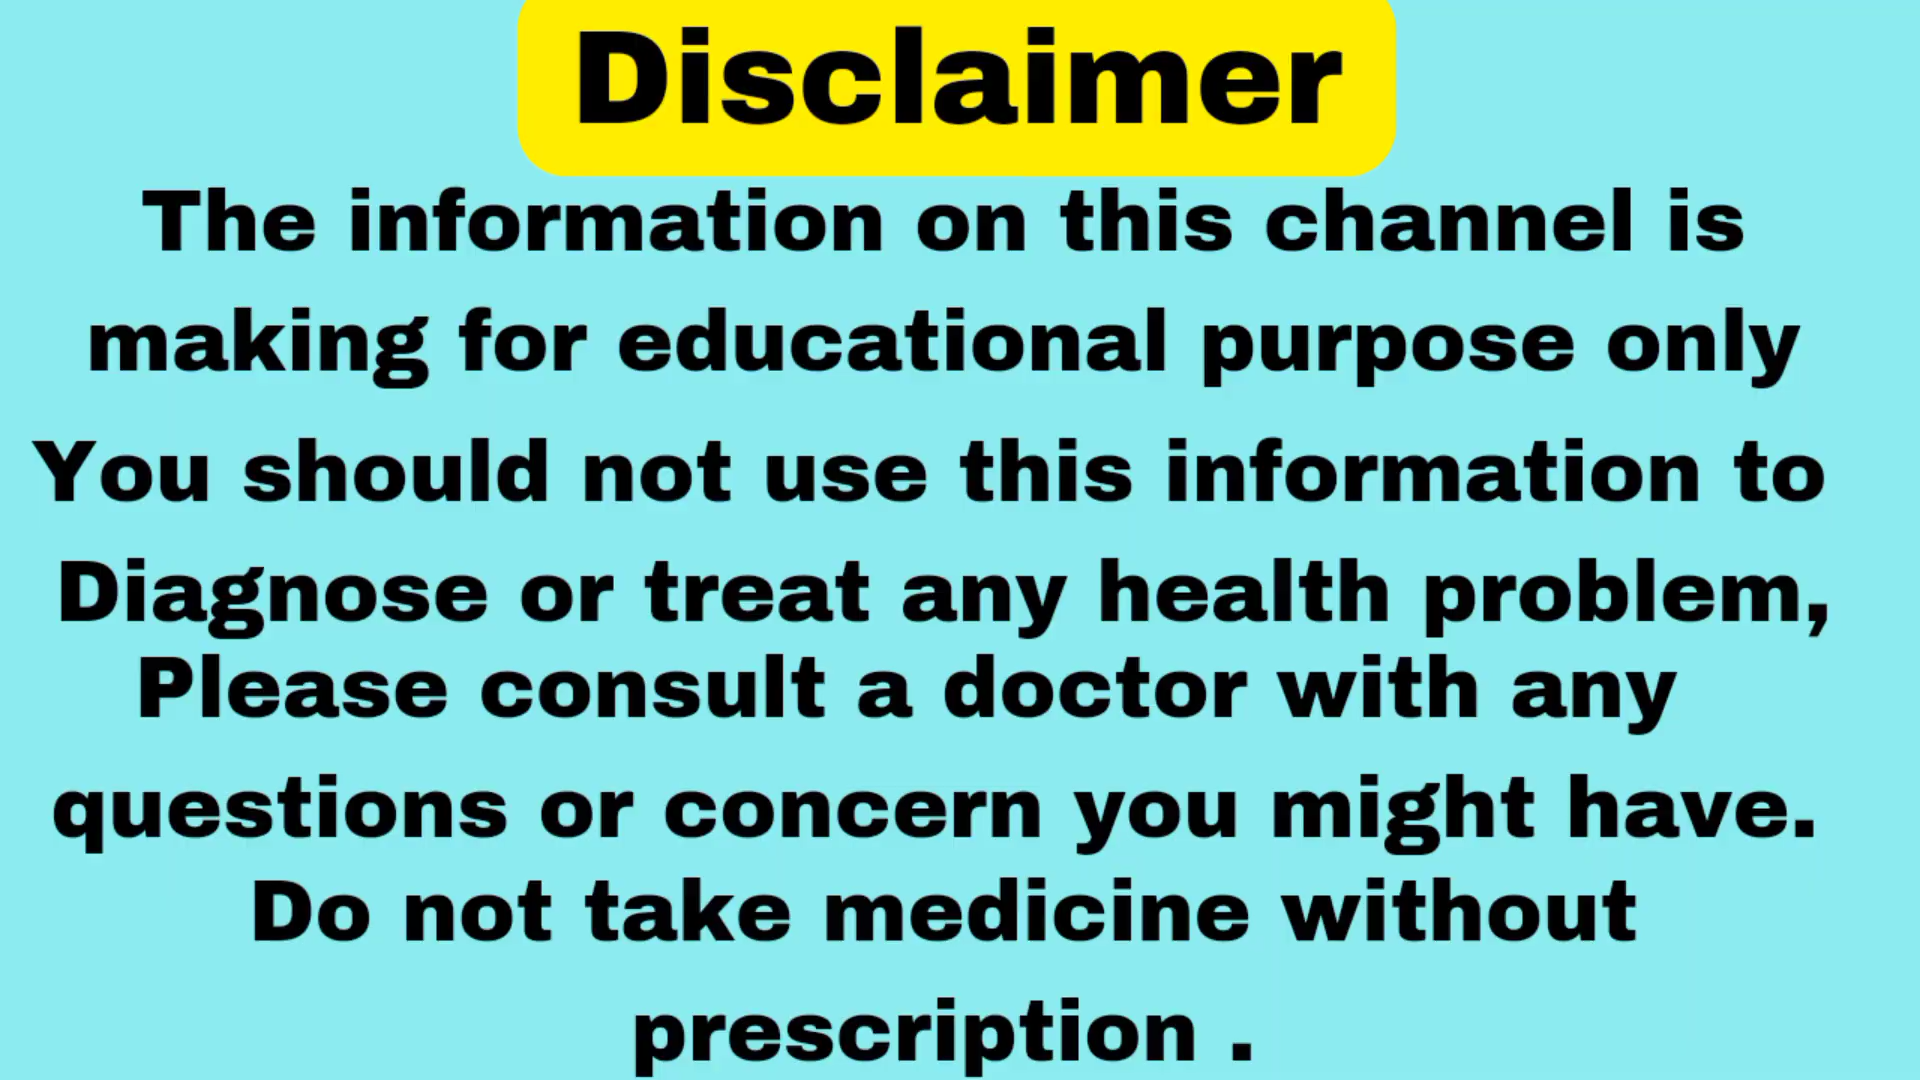 Disclaimer
The information on this channel is
making for educational purpose only
You should not use this information to
Diagnose or treat any health problem,
Please consult a doctor with any
questions or concern you might have.
Do not take medicine without
prescription .